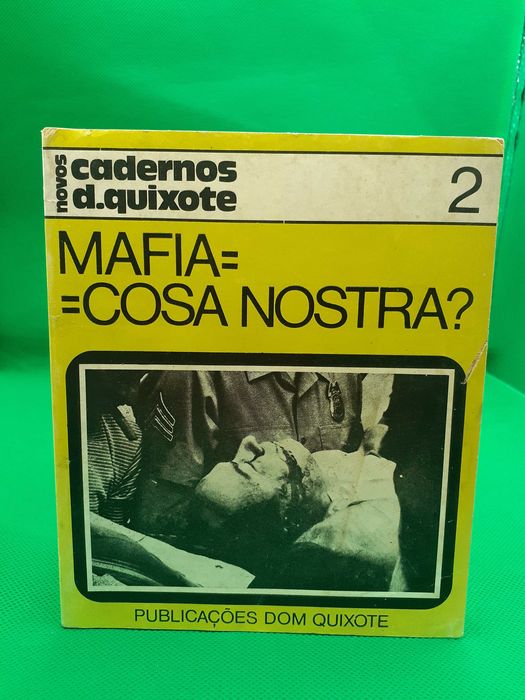 novos
cadernos
d.quixote
2
MAFIA=
=COSA NOSTRA?
PUBLICAÇÕES DOM QUIXOTE